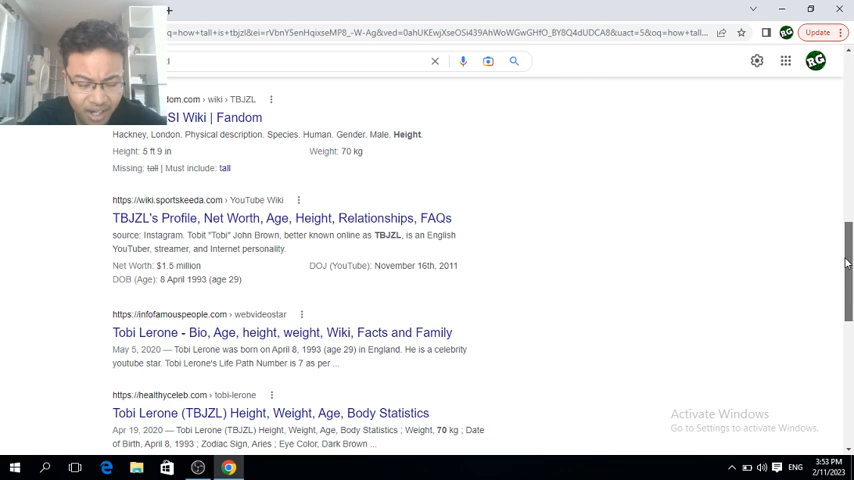 q=how+tall+is+tbjzl&ei=rVbnY5enHqixseMP8_-W-Ag&ved=0ahUKEwjXseOSi439AhWoWGwGHfO_BY8Q4dUDCA8&uact=5&oq=how+tall...
Update
RG
dom.com › wiki › TBJZL
SI Wiki | Fandom
Hackney, London. Physical description. Species. Human. Gender. Male. Height.
Height: 5 ft 9 in Weight: 70 kg
Missing: tall | Must include: tall
https://wiki.sportskeeda.com › YouTube Wiki
TBJZL's Profile, Net Worth, Age, Height, Relationships, FAQs
source: Instagram. Tobit "Tobi" John Brown, better known online as TBJZL, is an English
YouTuber, streamer, and Internet personality.
Net Worth: $1.5 million DOJ (YouTube): November 16th, 2011
DOB (Age): 8 April 1993 (age 29)
https://infofamouspeople.com › webvideostar
Tobi Lerone - Bio, Age, height, weight, Wiki, Facts and Family
May 5, 2020 — Tobi Lerone was born on April 8, 1993 (age 29) in England. He is a celebrity
youtube star. Tobi Lerone's Life Path Number is 7 as per ...
https://healthyceleb.com › tobi-lerone
Tobi Lerone (TBJZL) Height, Weight, Age, Body Statistics
Apr 19, 2020 — Tobi Lerone (TBJZL) Height, Weight, Age, Body Statistics ; Weight, 70 kg ; Date
of Birth, April 8, 1993 ; Zodiac Sign, Aries ; Eye Color, Dark Brown ...
Activate Windows
Go to Settings to activate Windows.
ENG
3:53 PM
2/11/2023